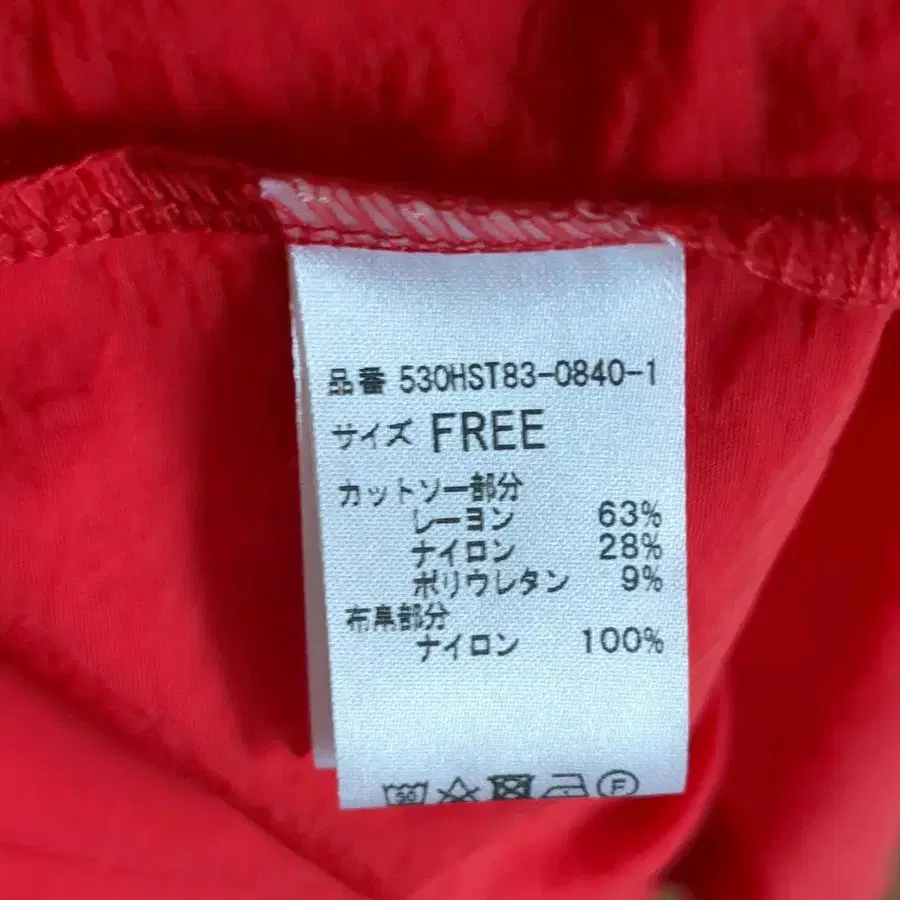 品番 530HST83-0840-1
サイズ FREE
カットソー部分
レーヨン 63%
ナイロン 28%
ポリウレタン 9%
布帛部分
ナイロン 100%
F